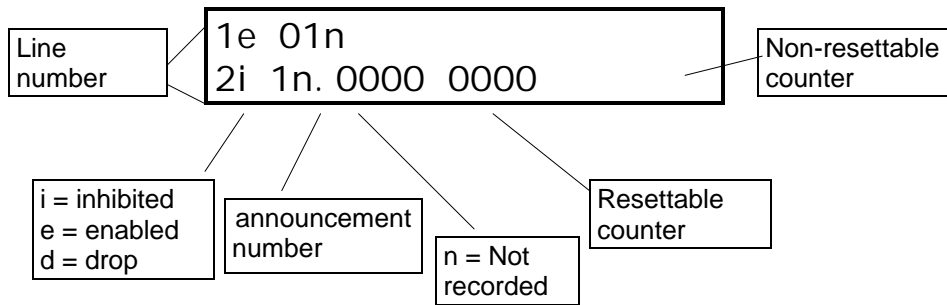 1e 01n
2i 1n. 0000 0000
Line
number
Non-resettable
counter
i = inhibited
e = enabled
d = drop
announcement
number
n = Not
recorded
Resettable
counter